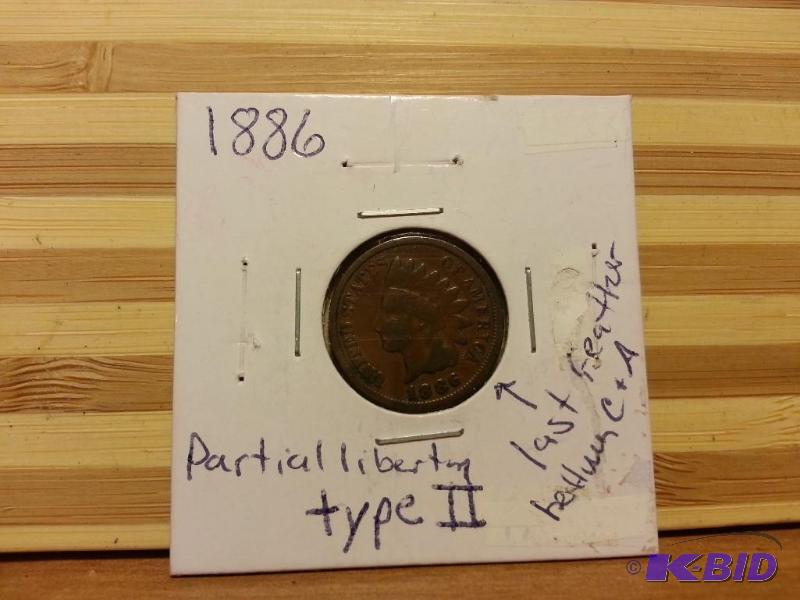 1886
UNITED STATES OF AMERICA
1886
Partial liberty
type II
last feather
between C + A
© K-BID